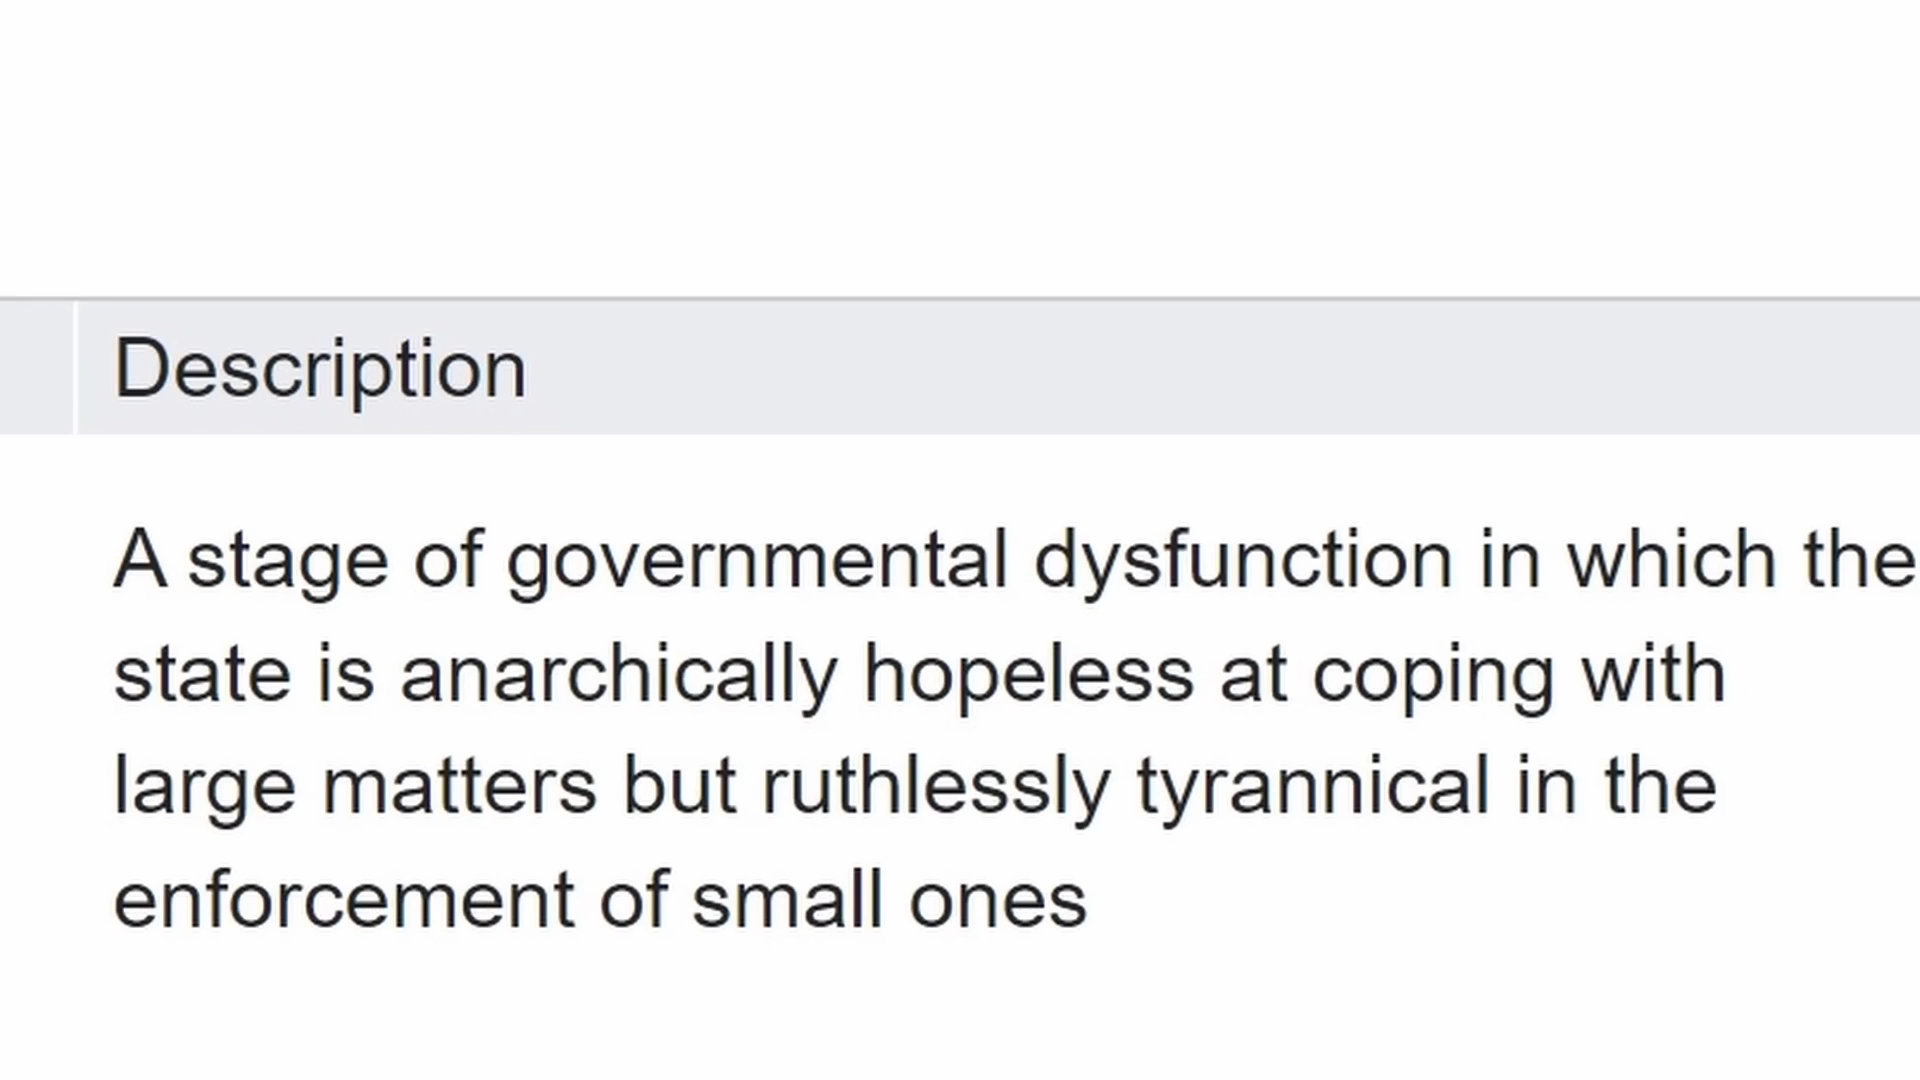 Description
A stage of governmental dysfunction in which the
state is anarchically hopeless at coping with
large matters but ruthlessly tyrannical in the
enforcement of small ones